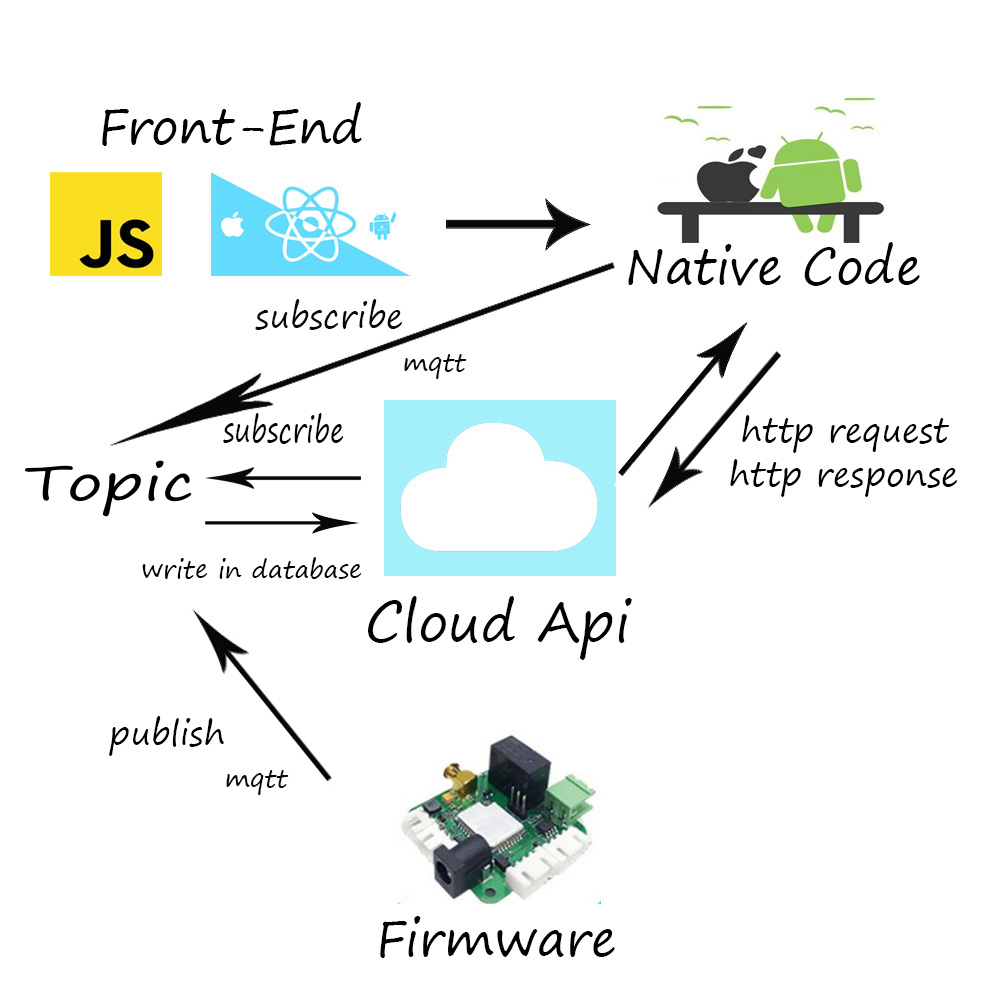 Front-End
JS
Native Code
subscribe
mqtt
subscribe
http request
http response
Topic
write in database
Cloud Api
publish
mqtt
Firmware